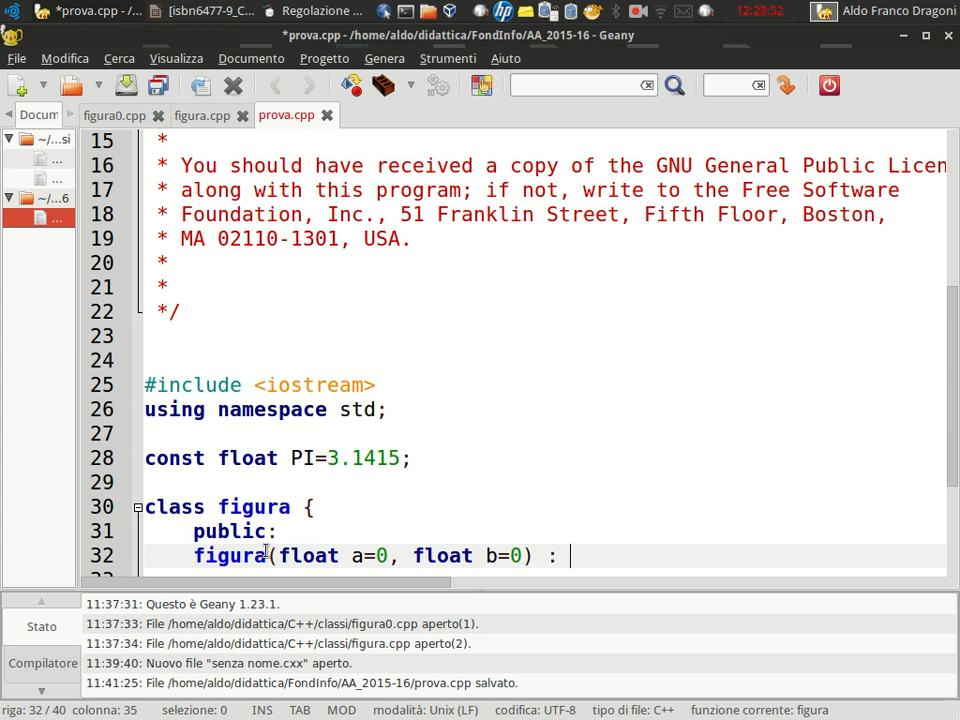 *prova.cpp - /...
[isbn6477-9_C...
Regolazione ...
12:23:52
Aldo Franco Dragoni
*prova.cpp - /home/aldo/didattica/FondInfo/AA_2015-16 - Geany
File Modifica Cerca Visualizza Documento Progetto Genera Strumenti Aiuto
Docum figura0.cpp figura.cpp prova.cpp
~/...si
...
...
~/...6
...
15 *
16 * You should have received a copy of the GNU General Public Licen
17 * along with this program; if not, write to the Free Software
18 * Foundation, Inc., 51 Franklin Street, Fifth Floor, Boston,
19 * MA 02110-1301, USA.
20 *
21 *
22 */
23
24
25 #include <iostream>
26 using namespace std;
27
28 const float PI=3.1415;
29
30 class figura {
31 public:
32 figura(float a=0, float b=0) :
Stato
Compilatore
11:37:31: Questo è Geany 1.23.1.
11:37:33: File /home/aldo/didattica/C++/classi/figura0.cpp aperto(1).
11:37:34: File /home/aldo/didattica/C++/classi/figura.cpp aperto(2).
11:39:40: Nuovo file "senza nome.cxx" aperto.
11:41:25: File /home/aldo/didattica/FondInfo/AA_2015-16/prova.cpp salvato.
riga: 32 / 40 colonna: 35 selezione: 0 INS TAB MOD modalità: Unix (LF) codifica: UTF-8 tipo di file: C++ funzione corrente: figura